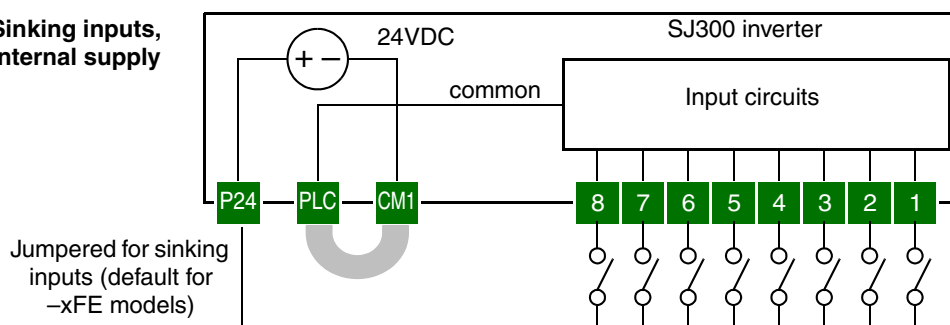 Sinking inputs,
nternal supply
24VDC
SJ300 inverter
+ –
common
Input circuits
P24 PLC CM1 8 7 6 5 4 3 2 1
Jumpered for sinking
inputs (default for
–xFE models)